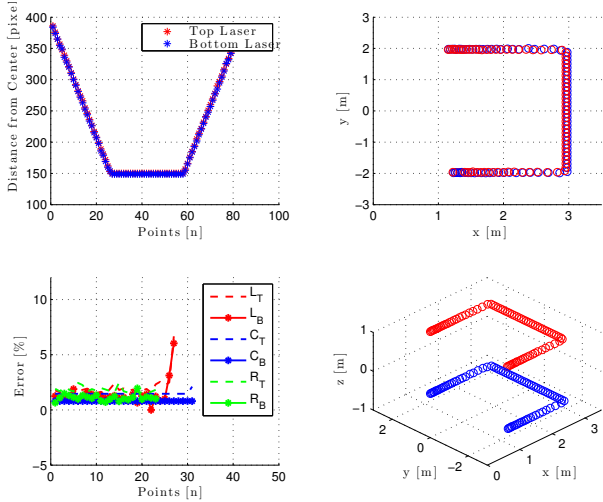 400
350
300
250
200
150
100
0 20 40 60 80 100
Distance from Center [pixel]
Points [n]
Top Laser
Bottom Laser
3
2
1
0
−1
−2
−3
0 1 2 3
y [m]
x [m]
10
5
0
−5
0 10 20 30 40 50
Error [%]
Points [n]
L_T
L_B
C_T
C_B
R_T
R_B
1
0
−1
z [m]
2
0
−2
y [m]
0
1
2
3
x [m]